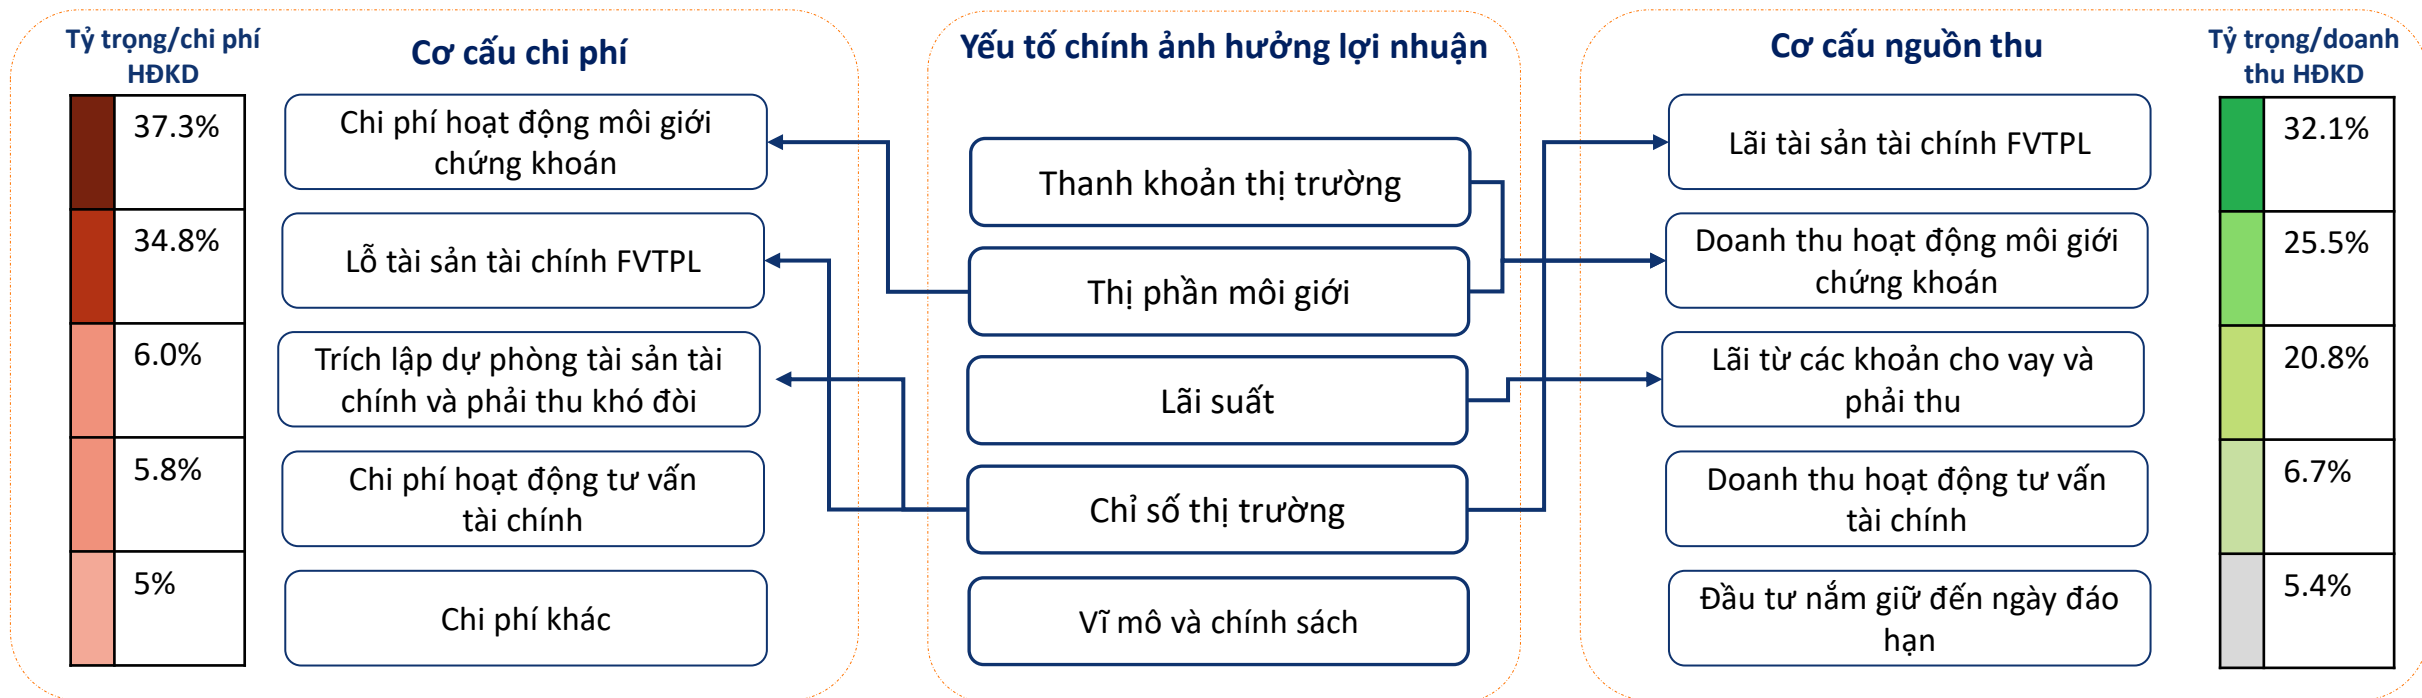 Tỷ trọng/chi phí
HĐKD
37.3%
34.8%
6.0%
5.8%
5%
Cơ cấu chi phí
Chi phí hoạt động môi giới
chứng khoán
Lỗ tài sản tài chính FVTPL
Trích lập dự phòng tài sản tài
chính và phải thu khó đòi
Chi phí hoạt động tư vấn
tài chính
Chi phí khác
Yếu tố chính ảnh hưởng lợi nhuận
Thanh khoản thị trường
Thị phần môi giới
Lãi suất
Chỉ số thị trường
Vĩ mô và chính sách
Cơ cấu nguồn thu
Lãi tài sản tài chính FVTPL
Doanh thu hoạt động môi giới
chứng khoán
Lãi từ các khoản cho vay và
phải thu
Doanh thu hoạt động tư vấn
tài chính
Đầu tư nắm giữ đến ngày đáo
hạn
Tỷ trọng/doanh
thu HĐKD
32.1%
25.5%
20.8%
6.7%
5.4%